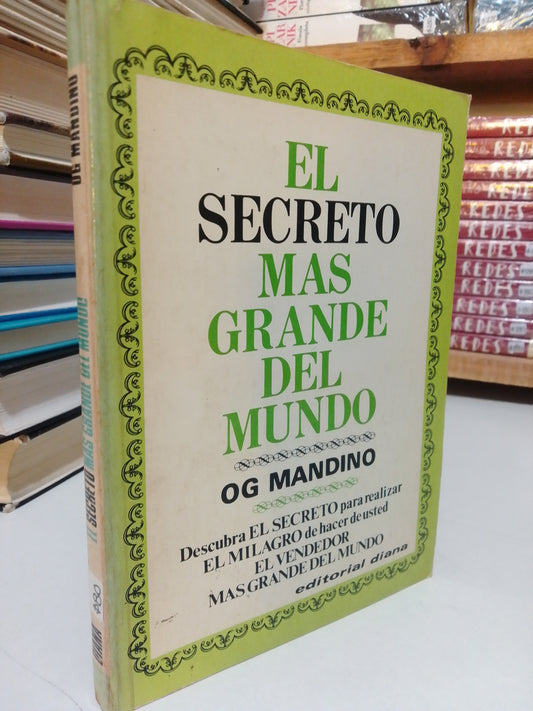 EL
SECRETO
MAS
GRANDE
DEL
MUNDO
OG MANDINO
Descubra EL SECRETO para realizar
EL MILAGRO de hacer de usted
EL VENDEDOR
MAS GRANDE DEL MUNDO
editorial diana
OG MANDINO
EL SECRETO MAS GRANDE DEL MUNDO
DIANA
REDES
REDES
REDES
REDES
REDES
REDES
REDES
REDES
REDES
REDES
REDES